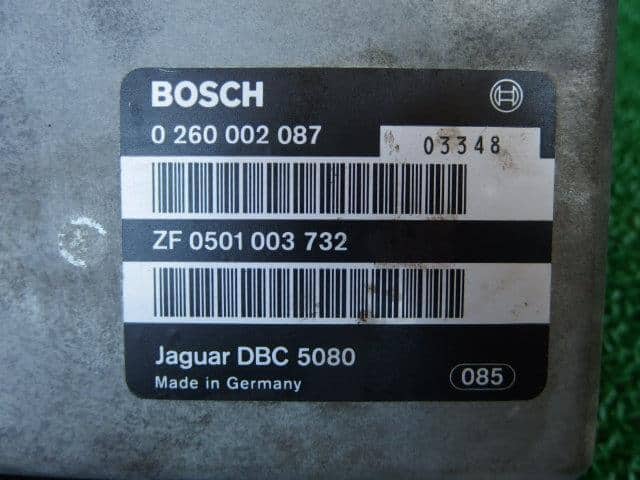 BOSCH
0 260 002 087
03348
ZF 0501 003 732
Jaguar DBC 5080
Made in Germany
085